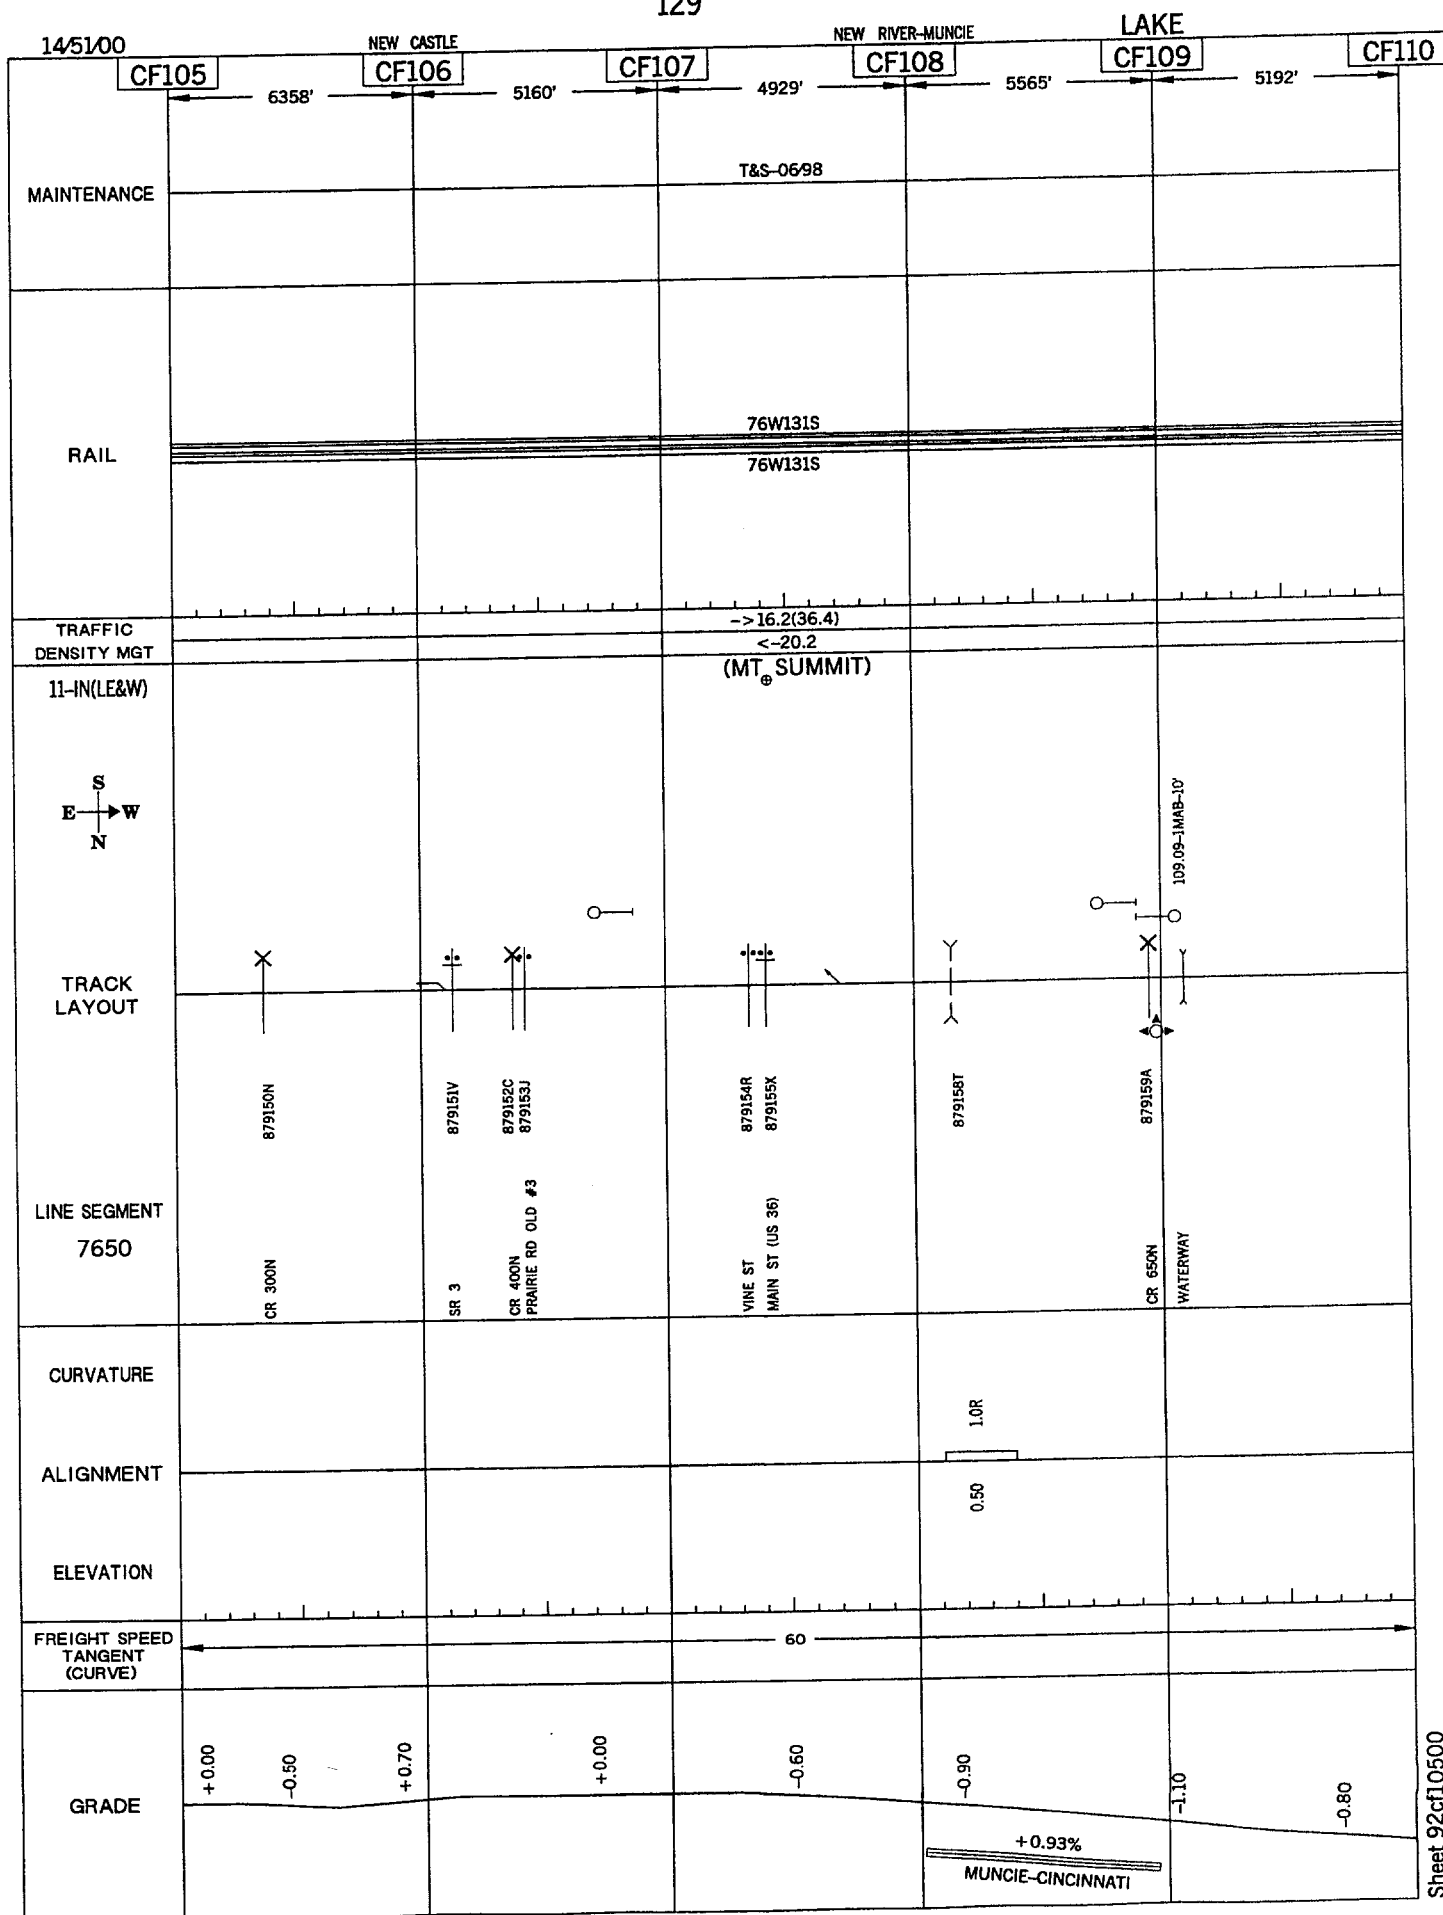 129
14/51/00
NEW CASTLE
NEW RIVER-MUNCIE
LAKE
CF105
CF106
CF107
CF108
CF109
CF110
6358'
5160'
4929'
5565'
5192'
MAINTENANCE
T&S-06/98
RAIL
76W131S
76W131S
TRAFFIC
DENSITY MGT
->16.2(36.4)
<-20.2
11-IN(LE&W)
(MT. SUMMIT)
S
E W
N
109.09-1MAB-10'
TRACK
LAYOUT
879150N
879151V
879152C
879153J
879154R
879155X
879158T
879159A
LINE SEGMENT
7650
CR 300N
SR 3
CR 400N
PRAIRIE RD OLD #3
VINE ST
MAIN ST (US 36)
CR 650N
WATERWAY
CURVATURE
1.0R
ALIGNMENT
0.50
ELEVATION
FREIGHT SPEED
TANGENT
(CURVE)
60
GRADE
+0.00
-0.50
+0.70
+0.00
-0.60
-0.90
-1.10
-0.80
+0.93%
MUNCIE-CINCINNATI
Sheet 92cf10500